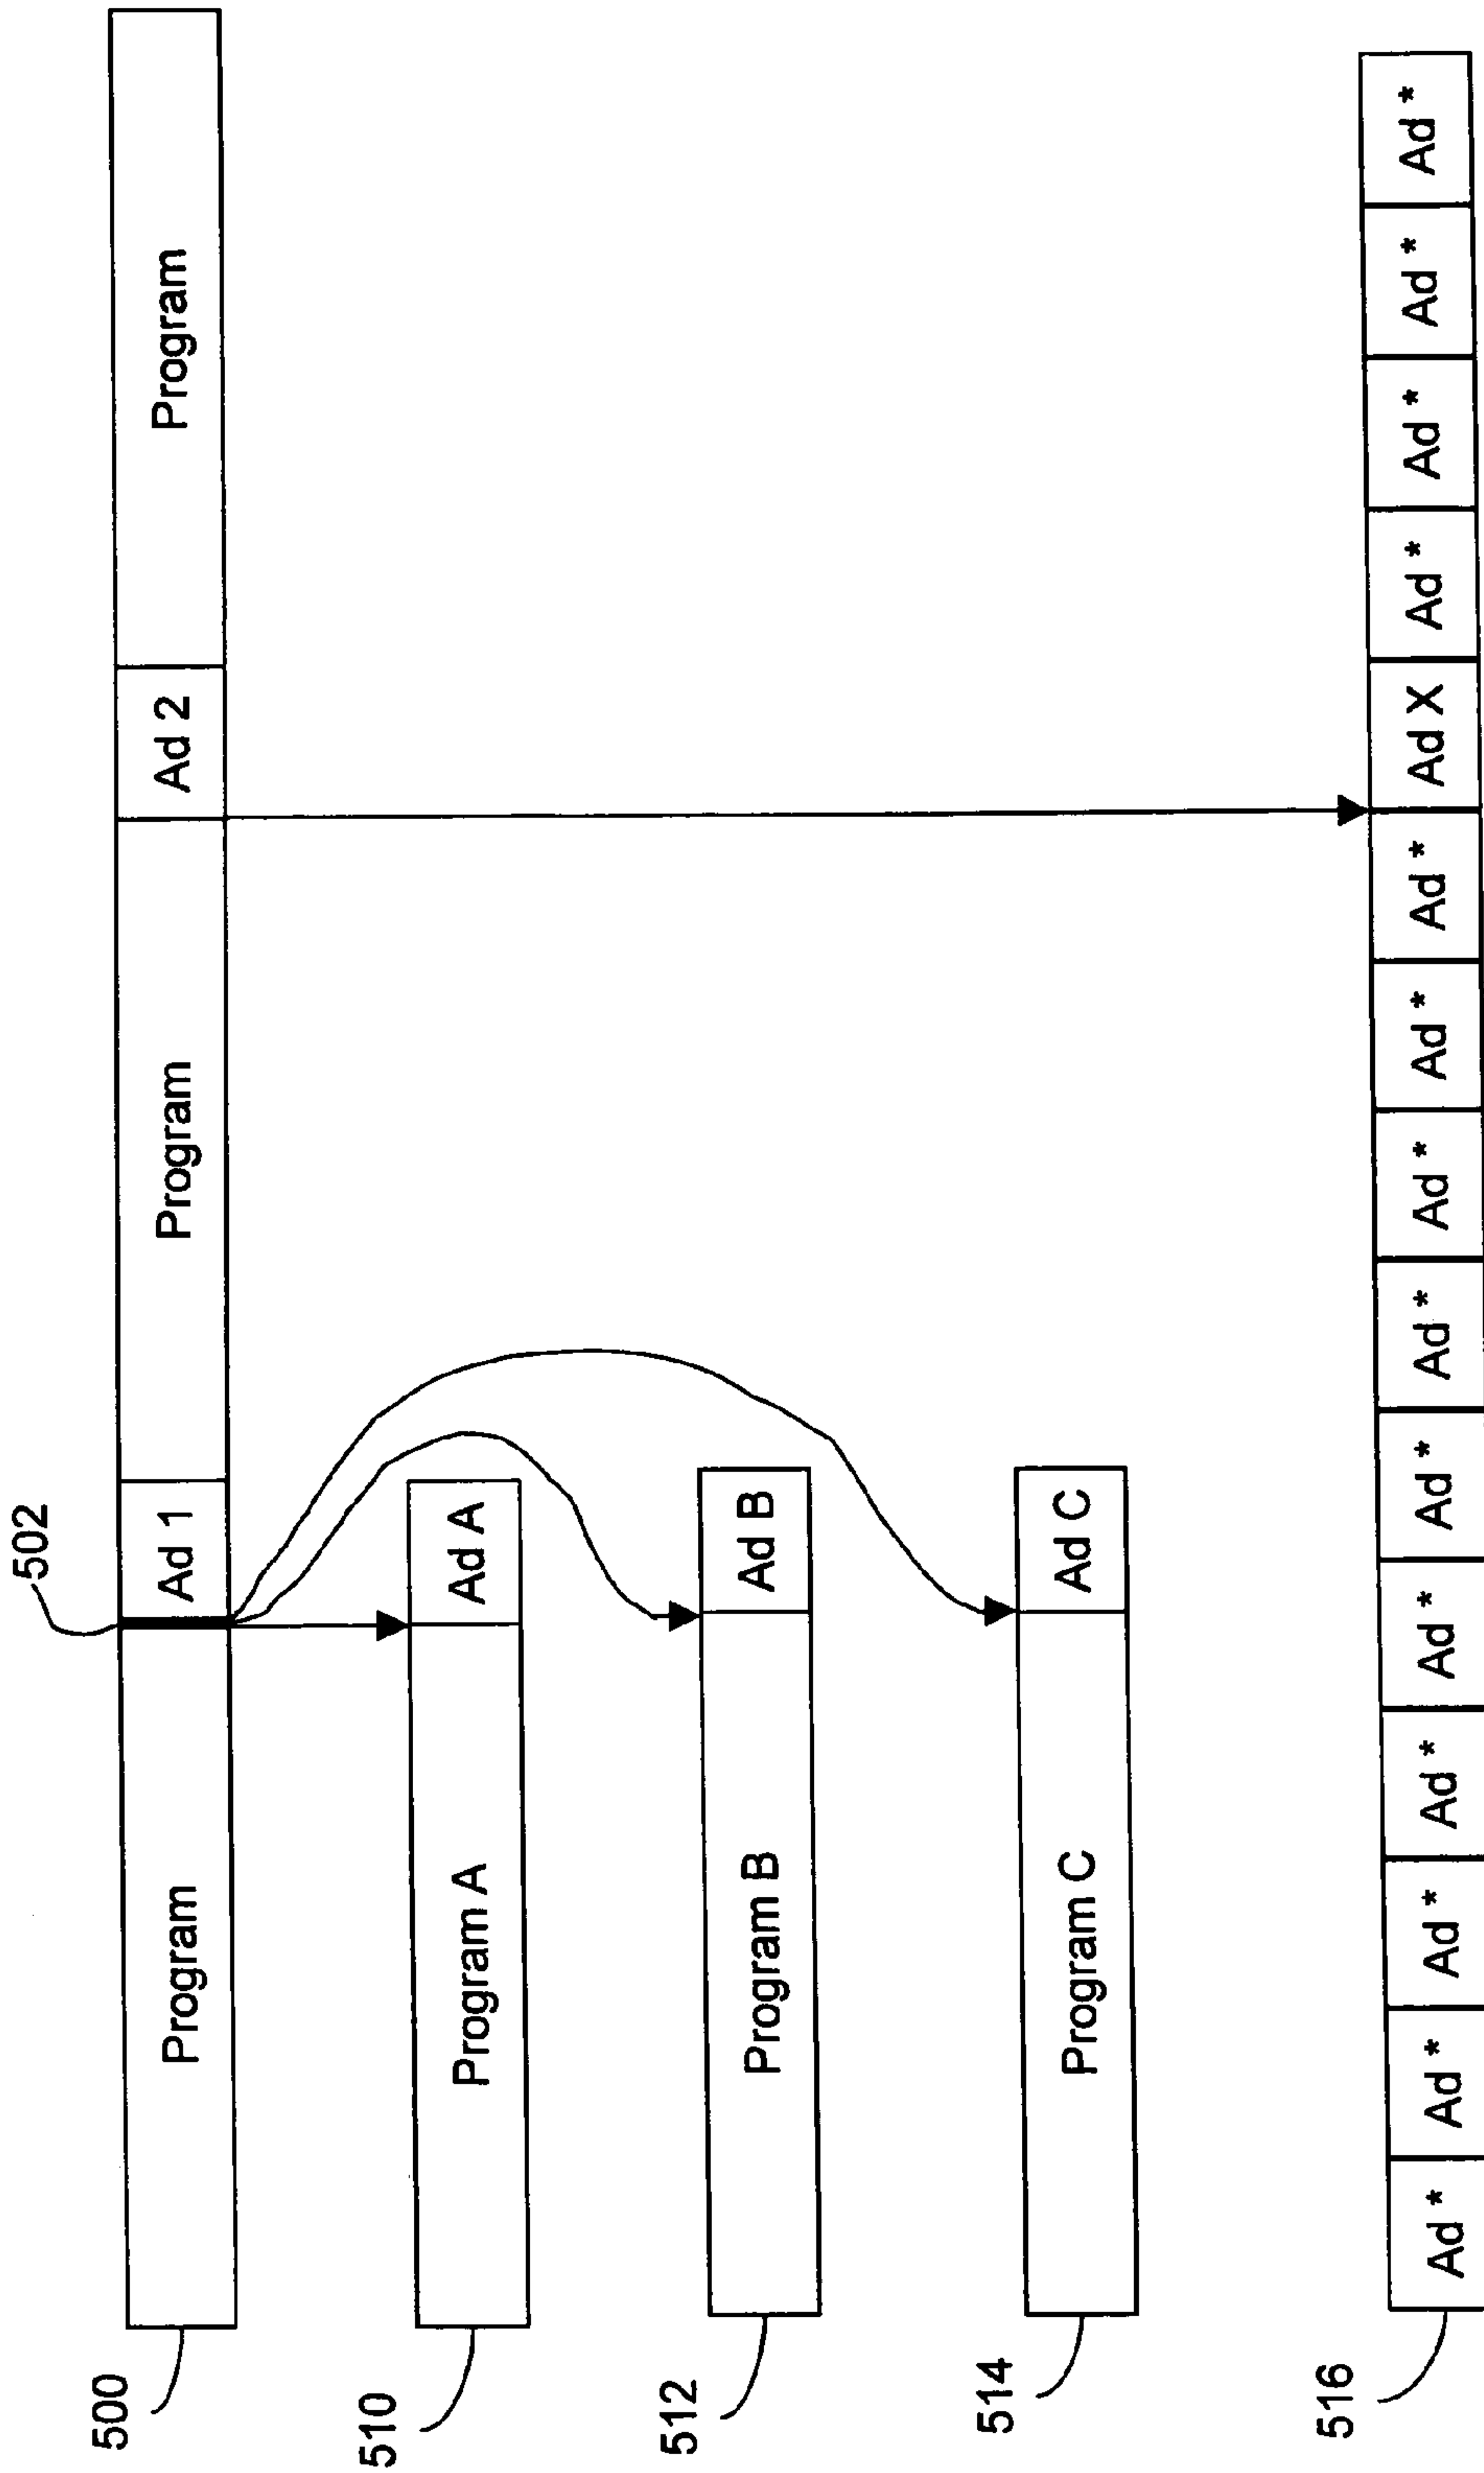 502
500 Program Ad 1 Program Ad 2 Program
510 Program A Ad A
512 Program B Ad B
514 Program C Ad C
516 Ad * Ad * Ad * Ad * Ad * Ad * Ad * Ad * Ad * Ad * Ad X Ad * Ad * Ad * Ad *